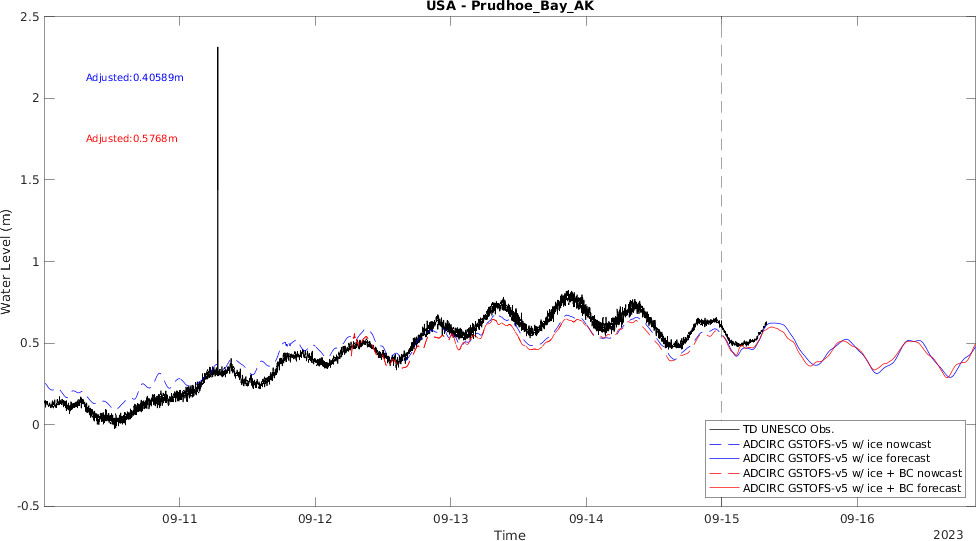 USA - Prudhoe_Bay_AK
2.5
2
1.5
1
0.5
0
-0.5
Water Level (m)
Adjusted:0.40589m
Adjusted:0.5768m
TD UNESCO Obs.
ADCIRC GSTOFS-v5 w/ ice nowcast
ADCIRC GSTOFS-v5 w/ ice forecast
ADCIRC GSTOFS-v5 w/ ice + BC nowcast
ADCIRC GSTOFS-v5 w/ ice + BC forecast
09-11 09-12 09-13 09-14 09-15 09-16
Time
2023